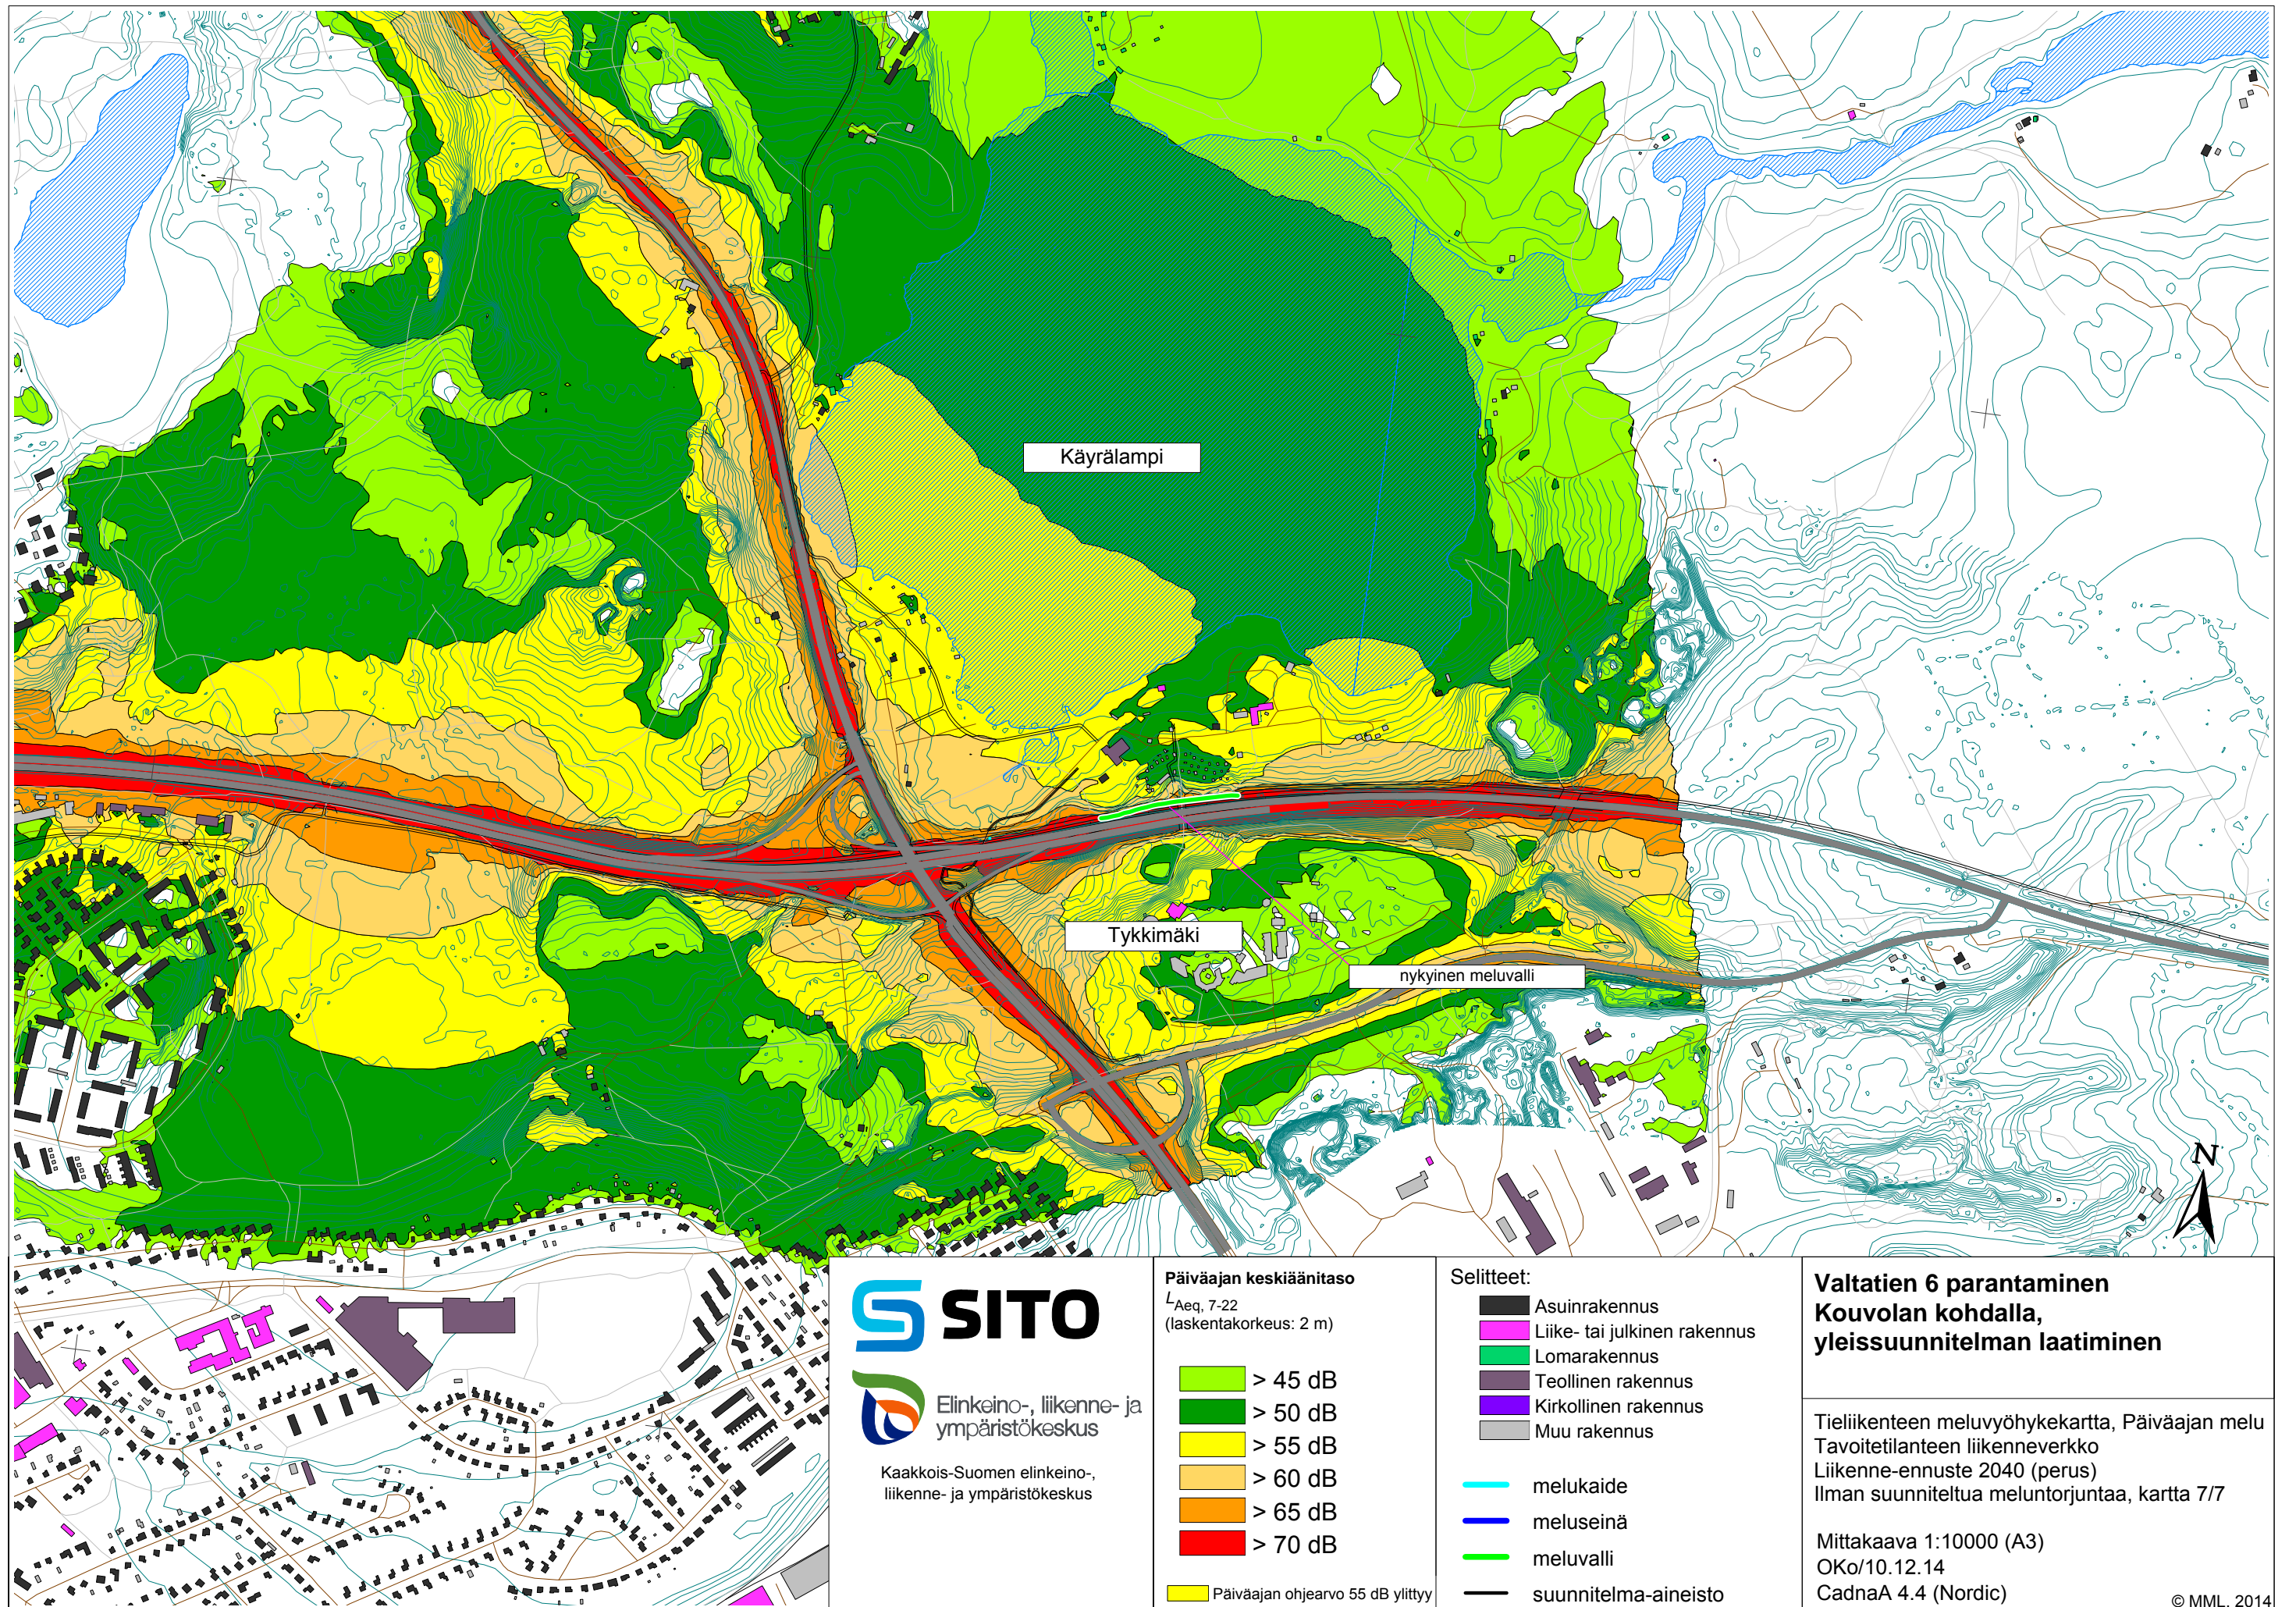 Käyrälampi
Tykkimäki
nykyinen meluvalli
N
SITO
Elinkeino-, liikenne- ja
ympäristökeskus
Kaakkois-Suomen elinkeino-,
liikenne- ja ympäristökeskus
Päiväajan keskiäänitaso
LAeq, 7-22
(laskentakorkeus: 2 m)
> 45 dB
> 50 dB
> 55 dB
> 60 dB
> 65 dB
> 70 dB
Päiväajan ohjearvo 55 dB ylittyy
Selitteet:
Asuinrakennus
Liike- tai julkinen rakennus
Lomarakennus
Teollinen rakennus
Kirkollinen rakennus
Muu rakennus
melukaide
meluseinä
meluvalli
suunnitelma-aineisto
Valtatien 6 parantaminen
Kouvolan kohdalla,
yleissuunnitelman laatiminen
Tieliikenteen meluvyöhykekartta, Päiväajan melu
Tavoitetilanteen liikenneverkko
Liikenne-ennuste 2040 (perus)
Ilman suunniteltua meluntorjuntaa, kartta 7/7
Mittakaava 1:10000 (A3)
OKo/10.12.14
CadnaA 4.4 (Nordic)
© MML, 2014